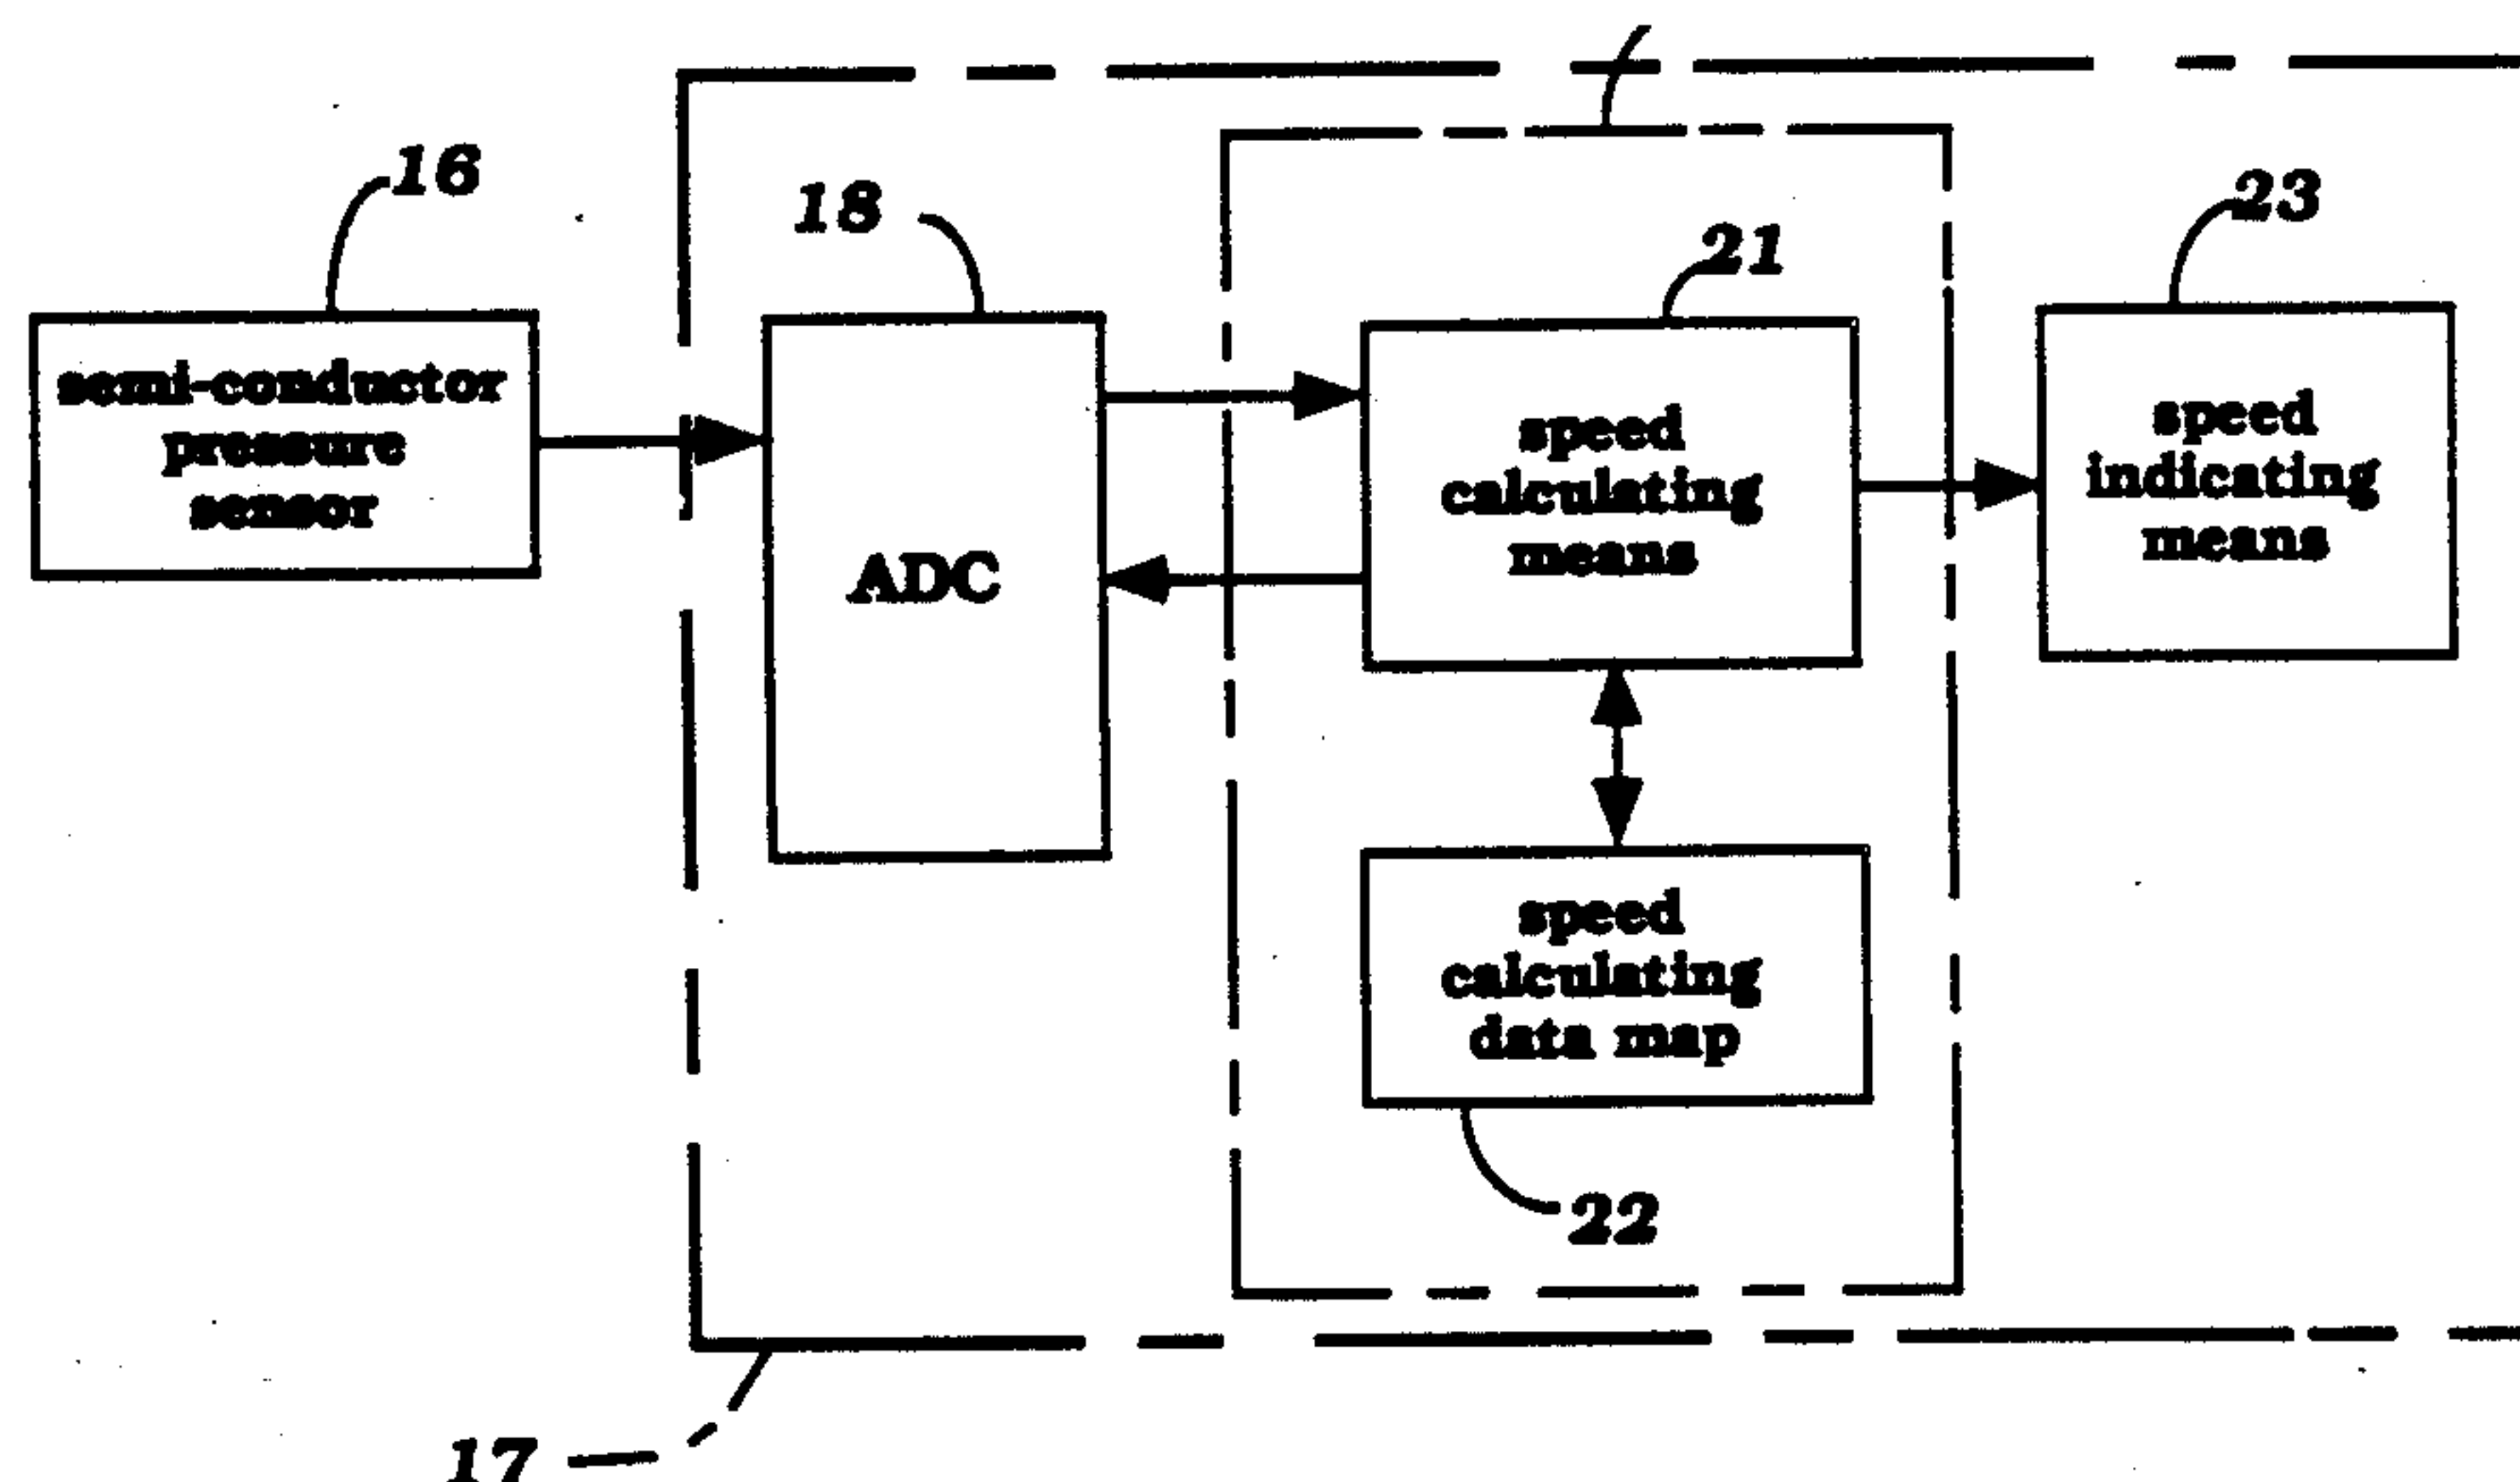 16
semi-conductor
pressure
sensor
18
ADC
21
speed
calculating
means
23
speed
indicating
means
speed
calculating
data map
22
17